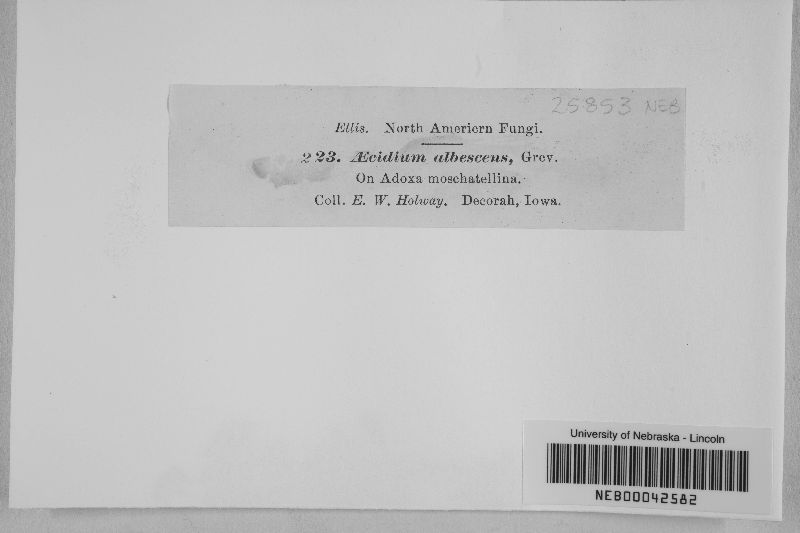 25853 NEB
Ellis. North Ameriern Fungi.
223. Æcidium albescens, Grev.
On Adoxa moschatellina.
Coll. E. W. Holway. Decorah, Iowa.
University of Nebraska - Lincoln
NEB00042582